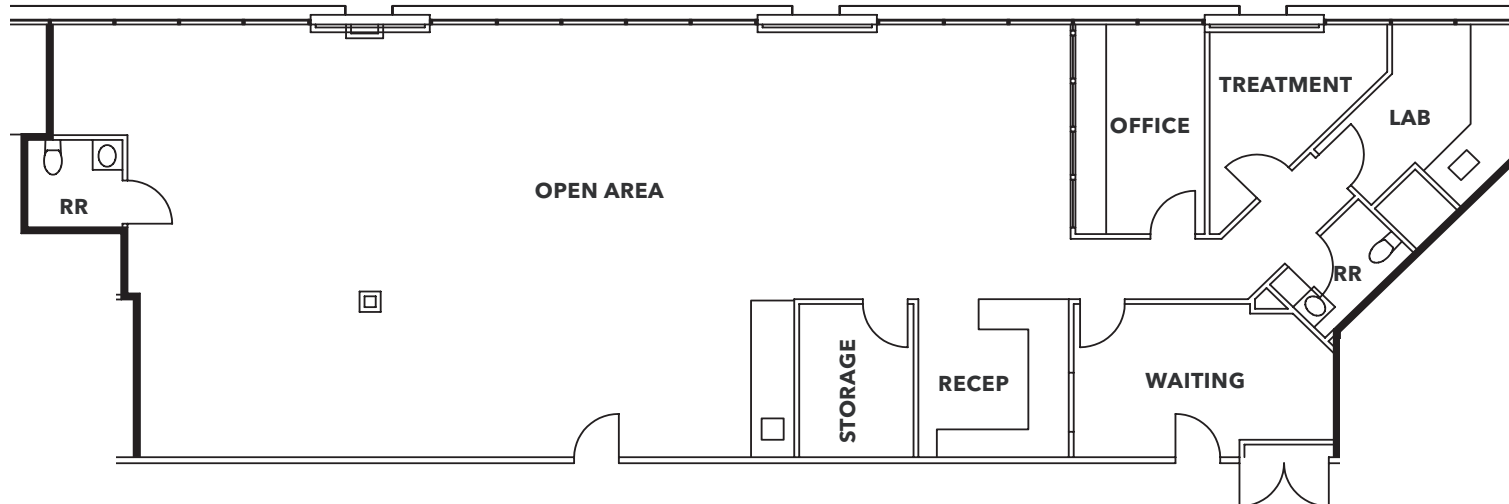 TREATMENT
LAB
OFFICE
OPEN AREA
RR
RR
STORAGE
RECEP
WAITING